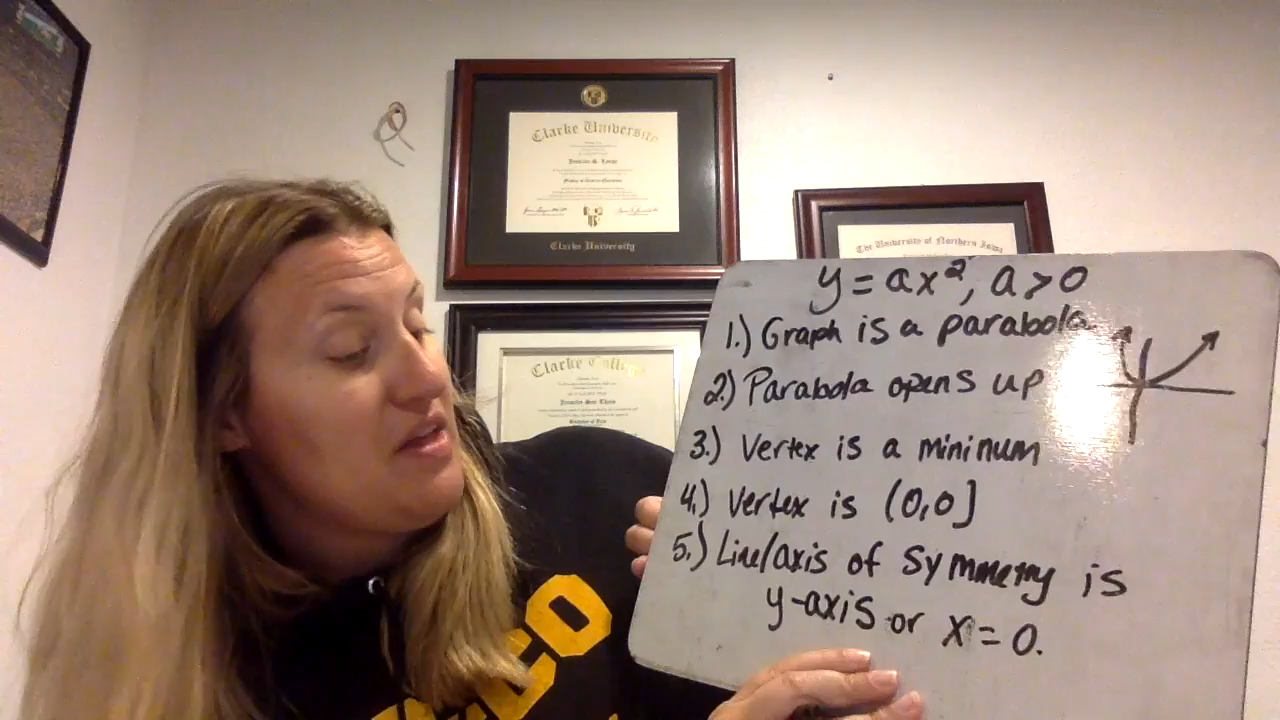 Clarke University
Clarke University
The University of Northern Iowa
Clarke College
y = ax², a > 0
1.) Graph is a parabola
2.) Parabola opens up
3.) Vertex is a minimum
4.) Vertex is (0,0]
5.) Line/axis of symmetry is
y-axis or x = 0.
CO